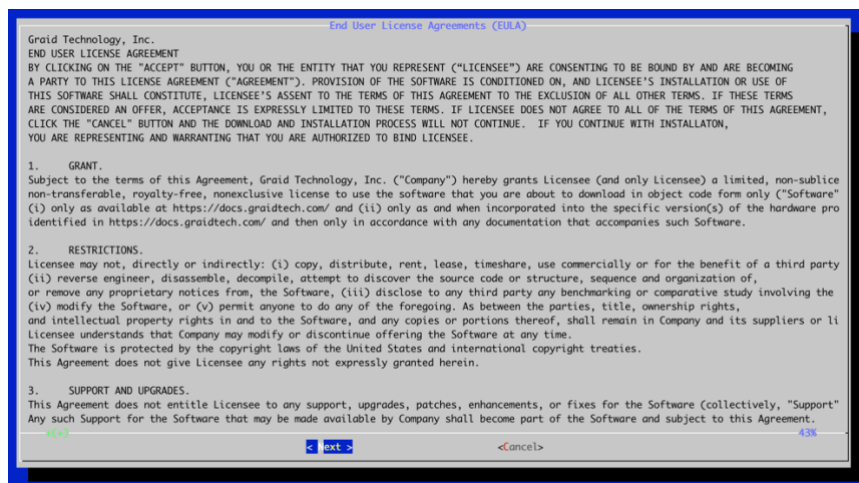 End User License Agreements (EULA)
Graid Technology, Inc.
END USER LICENSE AGREEMENT
BY CLICKING ON THE "ACCEPT" BUTTON, YOU OR THE ENTITY THAT YOU REPRESENT (“LICENSEE”) ARE CONSENTING TO BE BOUND BY AND ARE BECOMING
A PARTY TO THIS LICENSE AGREEMENT ("AGREEMENT"). PROVISION OF THE SOFTWARE IS CONDITIONED ON, AND LICENSEE'S INSTALLATION OR USE OF
THIS SOFTWARE SHALL CONSTITUTE, LICENSEE'S ASSENT TO THE TERMS OF THIS AGREEMENT TO THE EXCLUSION OF ALL OTHER TERMS. IF THESE TERMS
ARE CONSIDERED AN OFFER, ACCEPTANCE IS EXPRESSLY LIMITED TO THESE TERMS. IF LICENSEE DOES NOT AGREE TO ALL OF THE TERMS OF THIS AGREEMENT,
CLICK THE "CANCEL" BUTTON AND THE DOWNLOAD AND INSTALLATION PROCESS WILL NOT CONTINUE.  IF YOU CONTINUE WITH INSTALLATON,
YOU ARE REPRESENTING AND WARRANTING THAT YOU ARE AUTHORIZED TO BIND LICENSEE.
1. GRANT.
Subject to the terms of this Agreement, Graid Technology, Inc. ("Company") hereby grants Licensee (and only Licensee) a limited, non-sublice
non-transferable, royalty-free, nonexclusive license to use the software that you are about to download in object code form only ("Software"
(i) only as available at https://docs.graidtech.com/ and (ii) only as and when incorporated into the specific version(s) of the hardware pro
identified in https://docs.graidtech.com/ and then only in accordance with any documentation that accompanies such Software.
2. RESTRICTIONS.
Licensee may not, directly or indirectly: (i) copy, distribute, rent, lease, timeshare, use commercially or for the benefit of a third party
(ii) reverse engineer, disassemble, decompile, attempt to discover the source code or structure, sequence and organization of,
or remove any proprietary notices from, the Software, (iii) disclose to any third party any benchmarking or comparative study involving the
(iv) modify the Software, or (v) permit anyone to do any of the foregoing. As between the parties, title, ownership rights,
and intellectual property rights in and to the Software, and any copies or portions thereof, shall remain in Company and its suppliers or li
Licensee understands that Company may modify or discontinue offering the Software at any time.
The Software is protected by the copyright laws of the United States and international copyright treaties.
This Agreement does not give Licensee any rights not expressly granted herein.
3. SUPPORT AND UPGRADES.
This Agreement does not entitle Licensee to any support, upgrades, patches, enhancements, or fixes for the Software (collectively, "Support"
Any such Support for the Software that may be made available by Company shall become part of the Software and subject to this Agreement.
+(+) 43%
< Next > <Cancel>